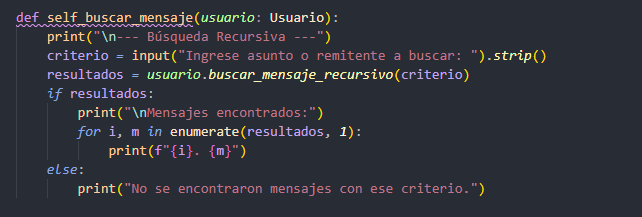 def self_buscar_mensaje(usuario: Usuario):
    print("\n--- Búsqueda Recursiva ---")
    criterio = input("Ingrese asunto o remitente a buscar: ").strip()
    resultados = usuario.buscar_mensaje_recursivo(criterio)
    if resultados:
        print("\nMensajes encontrados:")
        for i, m in enumerate(resultados, 1):
            print(f"{i}. {m}")
    else:
        print("No se encontraron mensajes con ese criterio.")